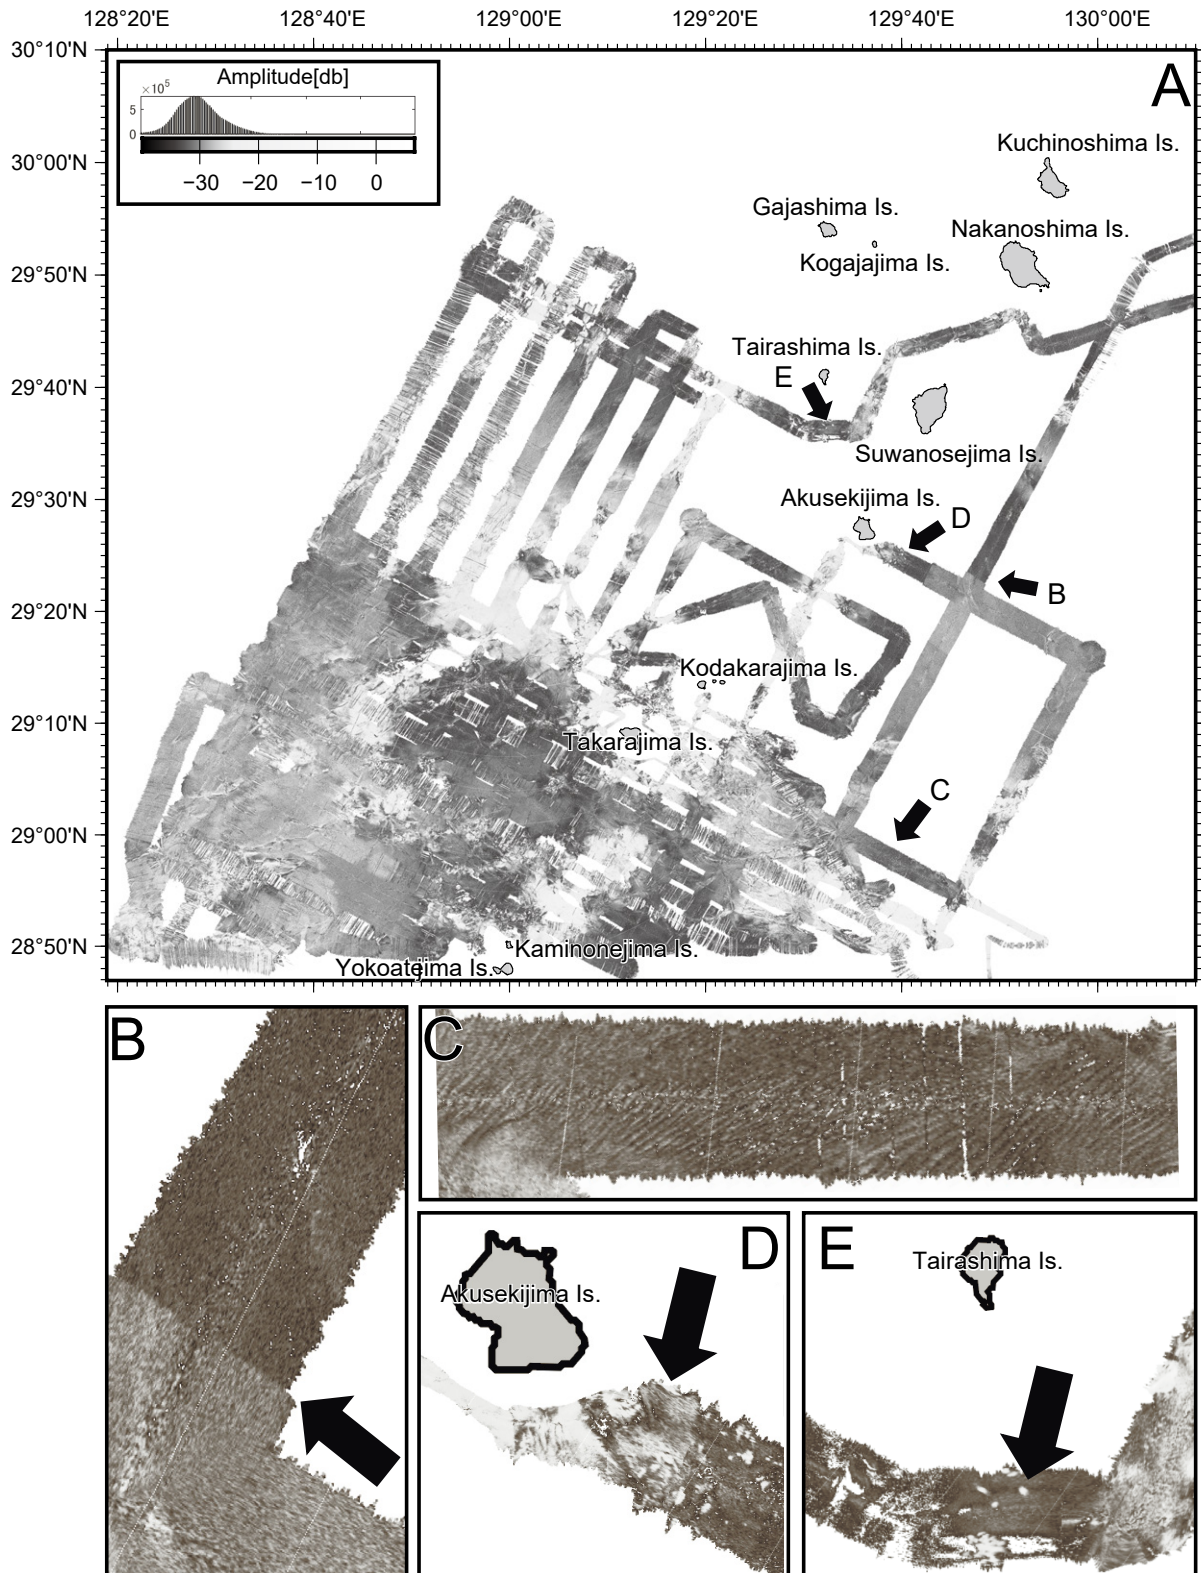 128°20'E 128°40'E 129°00'E 129°20'E 129°40'E 130°00'E
30°10'N
Amplitude[db]
×10⁵
5
0
−30 −20 −10 0
A
30°00'N
Kuchinoshima Is.
Gajashima Is.
Nakanoshima Is.
Kogajajima Is.
29°50'N
Tairashima Is.
E
29°40'N
Suwanosejima Is.
29°30'N
Akusekijima Is.
D
B
29°20'N
Kodakarajima Is.
29°10'N
Takarajima Is.
C
29°00'N
28°50'N
Kaminonejima Is.
Yokoatejima Is.
B
C
D
Akusekijima Is.
E
Tairashima Is.